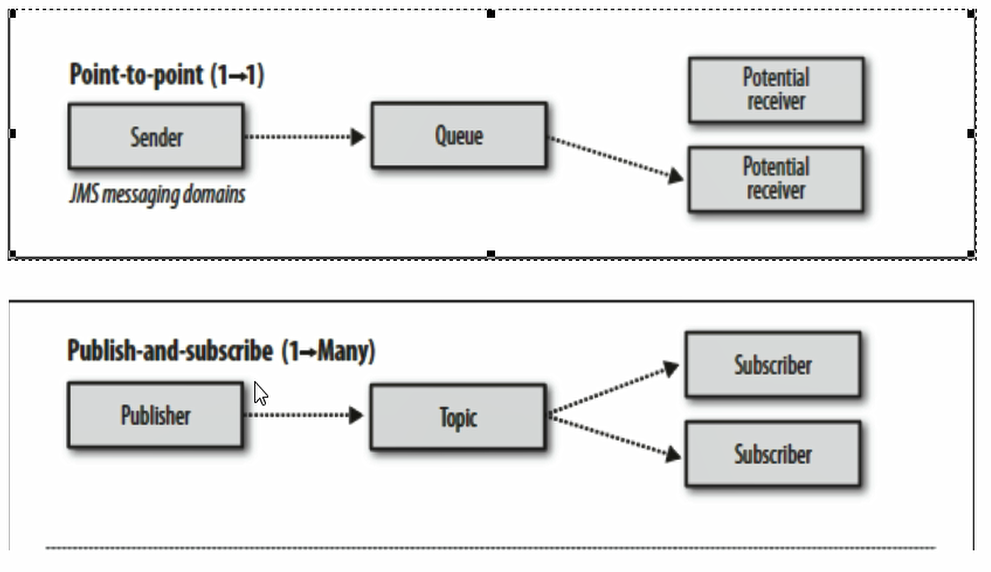 Point-to-point (1→1)
Sender
Queue
Potential
receiver
Potential
receiver
JMS messaging domains
Publish-and-subscribe (1→Many)
Publisher
Topic
Subscriber
Subscriber